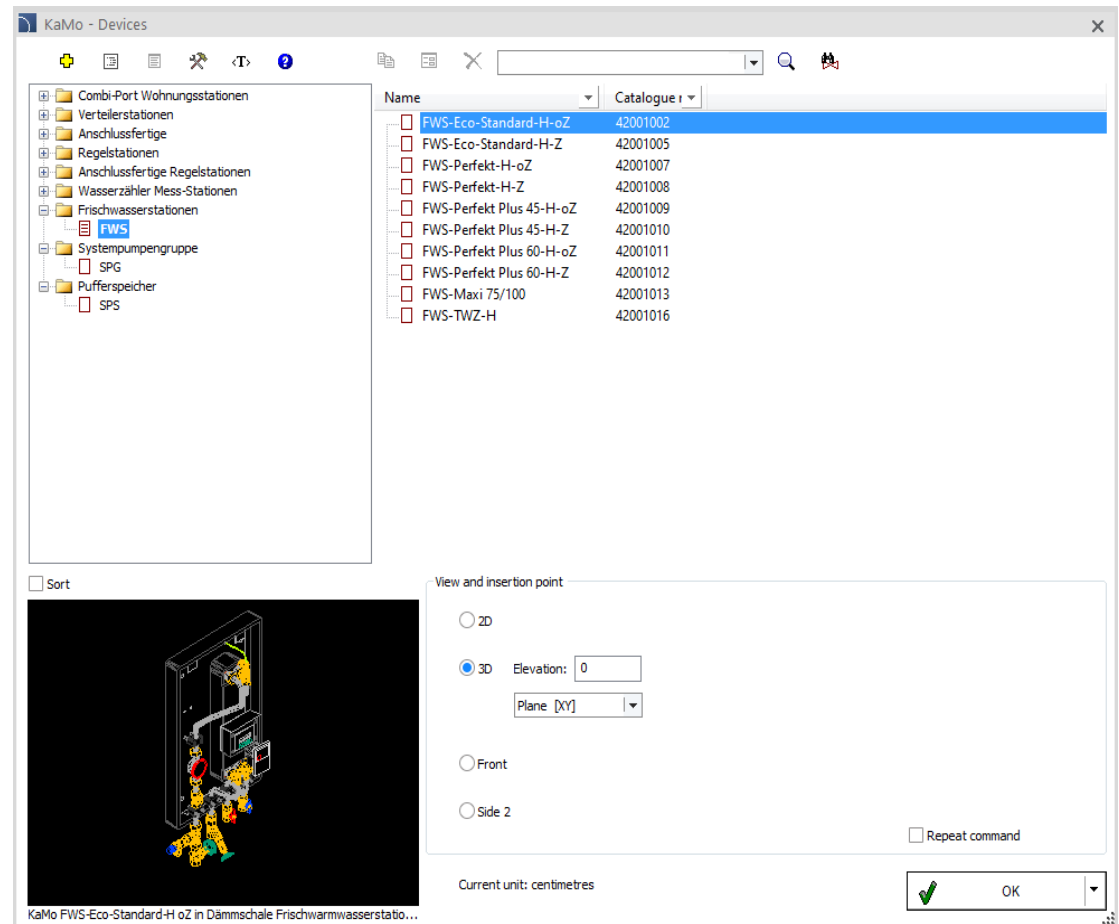 KaMo - Devices
‹T›
?
Combi-Port Wohnungsstationen
Verteilerstationen
Anschlussfertige
Regelstationen
Anschlussfertige Regelstationen
Wasserzähler Mess-Stationen
Frischwasserstationen
FWS
Systempumpengruppe
SPG
Pufferspeicher
SPS
Name Catalogue r
FWS-Eco-Standard-H-oZ 42001002
FWS-Eco-Standard-H-Z 42001005
FWS-Perfekt-H-oZ 42001007
FWS-Perfekt-H-Z 42001008
FWS-Perfekt Plus 45-H-oZ 42001009
FWS-Perfekt Plus 45-H-Z 42001010
FWS-Perfekt Plus 60-H-oZ 42001011
FWS-Perfekt Plus 60-H-Z 42001012
FWS-Maxi 75/100 42001013
FWS-TWZ-H 42001016
Sort
KaMo FWS-Eco-Standard-H oZ in Dämmschale Frischwarmwasserstatio...
View and insertion point
2D
3D Elevation: 0
Plane [XY]
Front
Side 2
Repeat command
Current unit: centimetres
OK